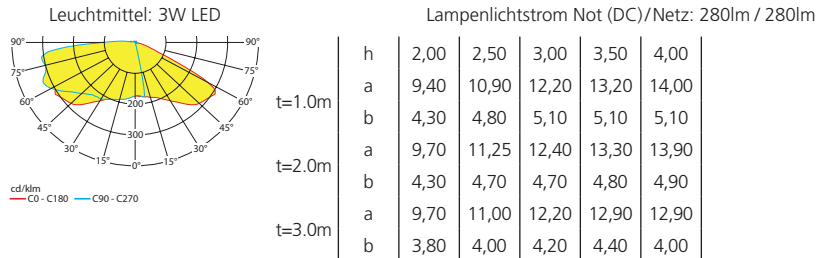 Leuchtmittel: 3W LED
Lampenlichtstrom Not (DC)/Netz: 280lm / 280lm
90° 90°
75° 75°
60° 60°
45° 45°
30° 30°
15° 0° 15°
200
300
cd/klm
C0 - C180 C90 - C270
h 2,00 2,50 3,00 3,50 4,00
t=1.0m
a 9,40 10,90 12,20 13,20 14,00
b 4,30 4,80 5,10 5,10 5,10
t=2.0m
a 9,70 11,25 12,40 13,30 13,90
b 4,30 4,70 4,70 4,80 4,90
t=3.0m
a 9,70 11,00 12,20 12,90 12,90
b 3,80 4,00 4,20 4,40 4,00